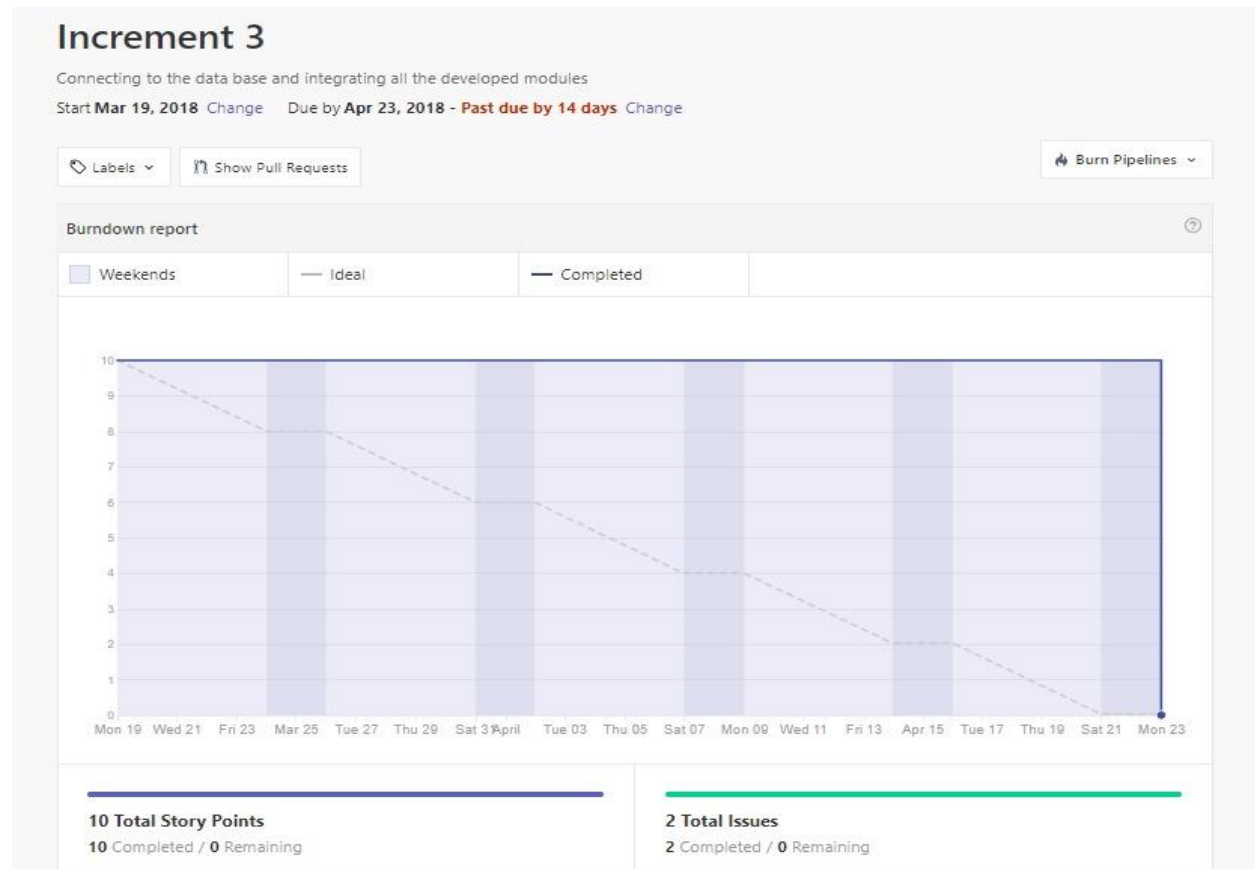 Increment 3
Connecting to the data base and integrating all the developed modules
Start Mar 19, 2018 Change Due by Apr 23, 2018 - Past due by 14 days Change
Labels Show Pull Requests Burn Pipelines
Burndown report
Weekends Ideal Completed
10
9
8
7
6
5
4
3
2
1
0
Mon 19 Wed 21 Fri 23 Mar 25 Tue 27 Thu 29 Sat 31 April Tue 03 Thu 05 Sat 07 Mon 09 Wed 11 Fri 13 Apr 15 Tue 17 Thu 19 Sat 21 Mon 23
10 Total Story Points 2 Total Issues
10 Completed / 0 Remaining 2 Completed / 0 Remaining